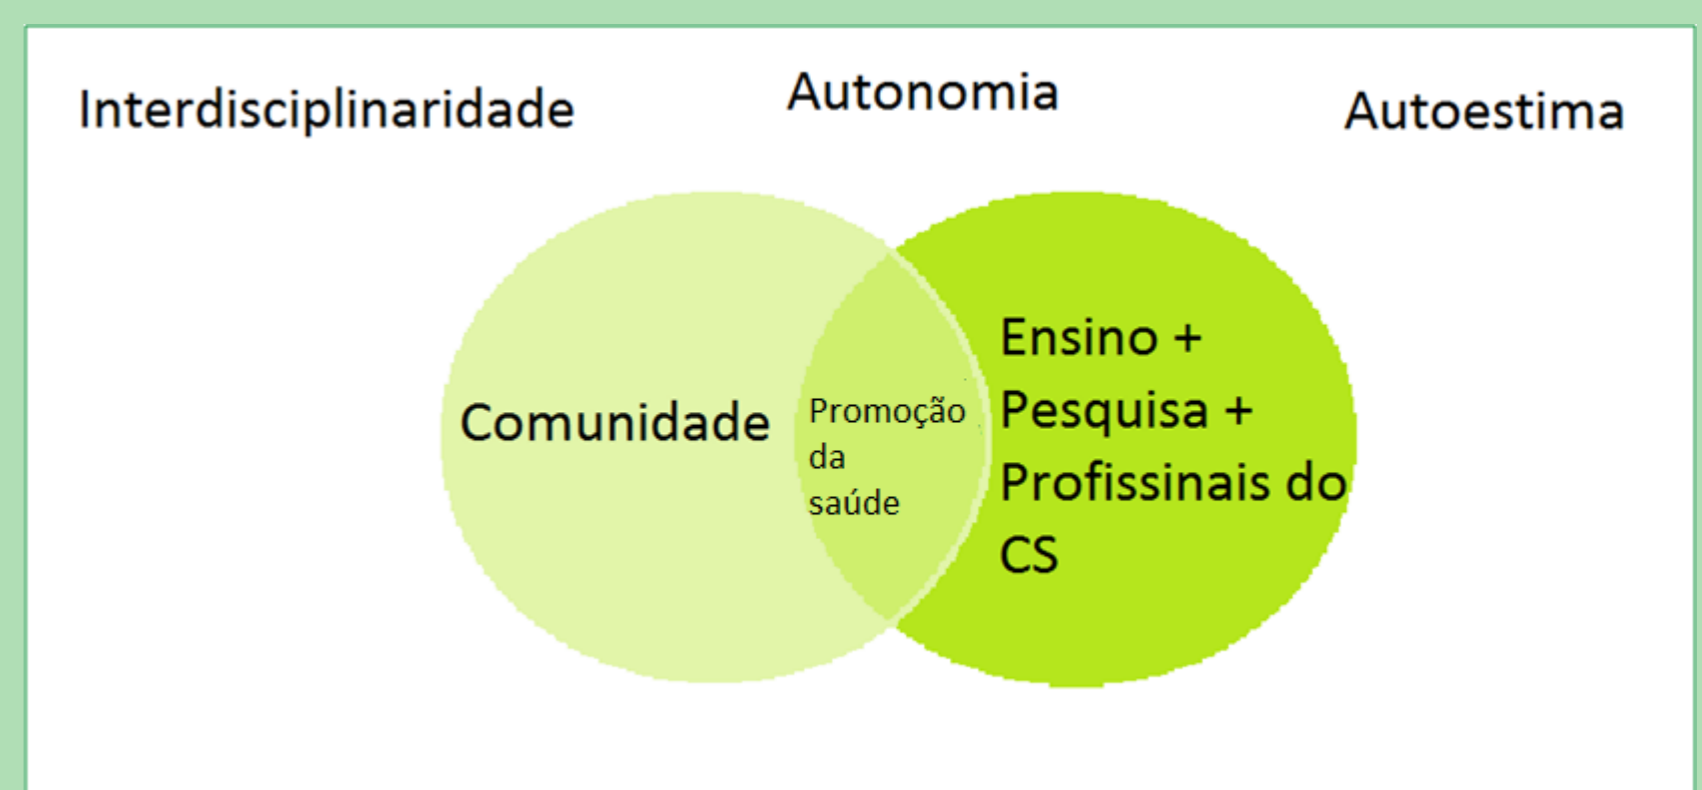 Interdisciplinaridade
Autonomia
Autoestima
Comunidade
Promoção
da
saúde
Ensino +
Pesquisa +
Profissinais do
CS